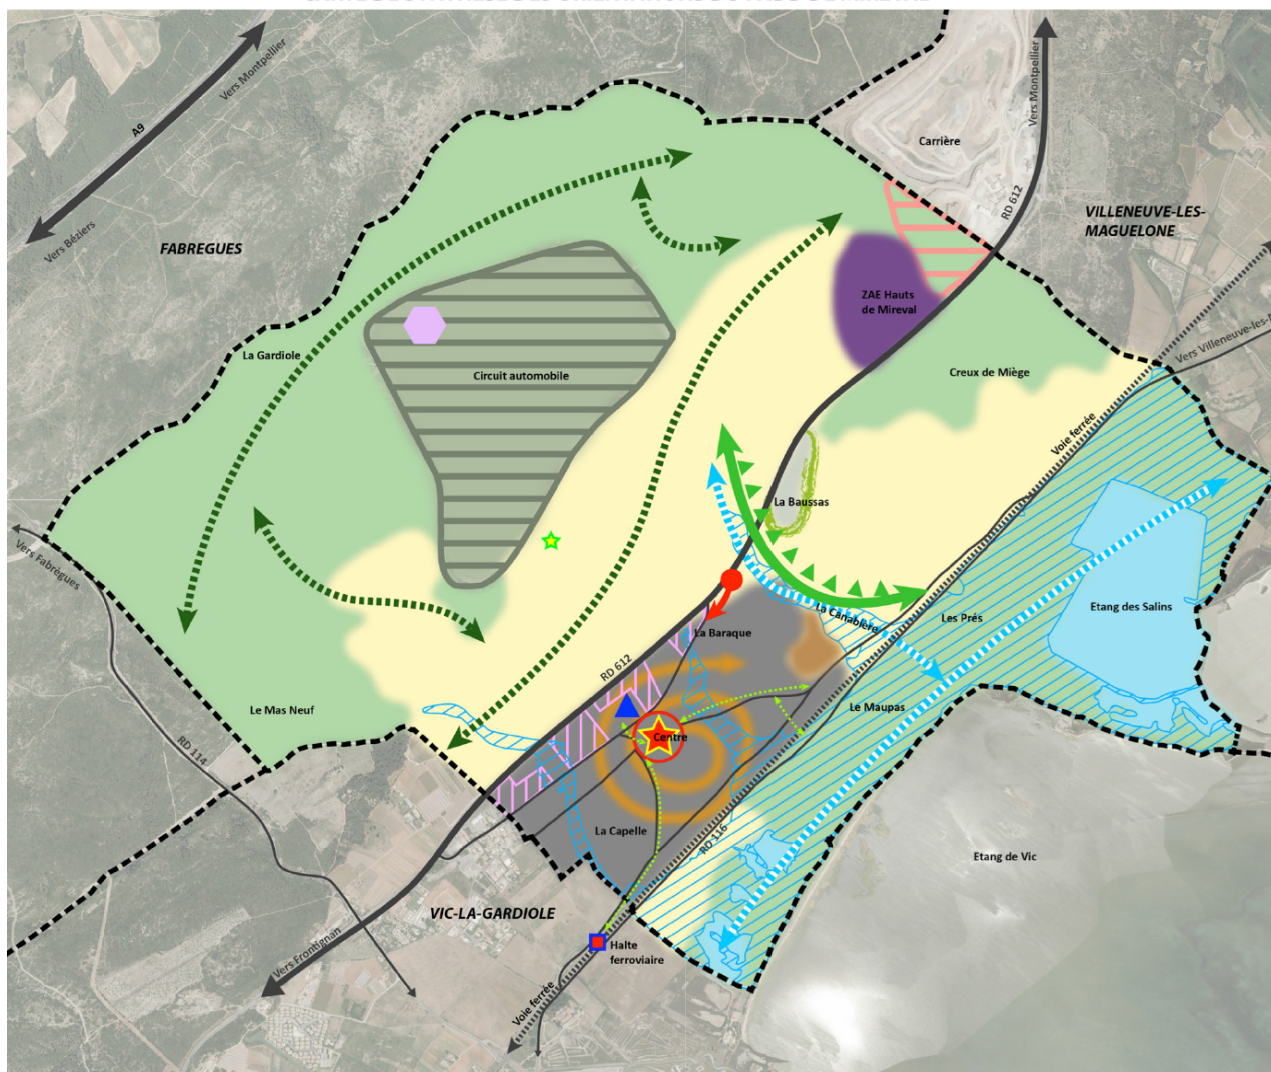 Vers Montpellier
A9
Vers Béziers
FABREGUES
Carrière
Vers Montpellier
RD 612
VILLENEUVE-LES-
MAGUELONE
ZAE Hauts
de Mireval
La Gardiole
Circuit automobile
Creux de Miège
Vers Villeneuve-les-
Voie ferrée
La Baussas
Vers Fabrègues
Etang des Salins
La Canabière
Les Prés
La Baraque
RD 612
Le Mas Neuf
Le Maupas
Centre
RD 114
La Capelle
RD 116
Etang de Vic
VIC-LA-GARDIOLE
Vers Frontignan
Halte
ferroviaire
Voie ferrée